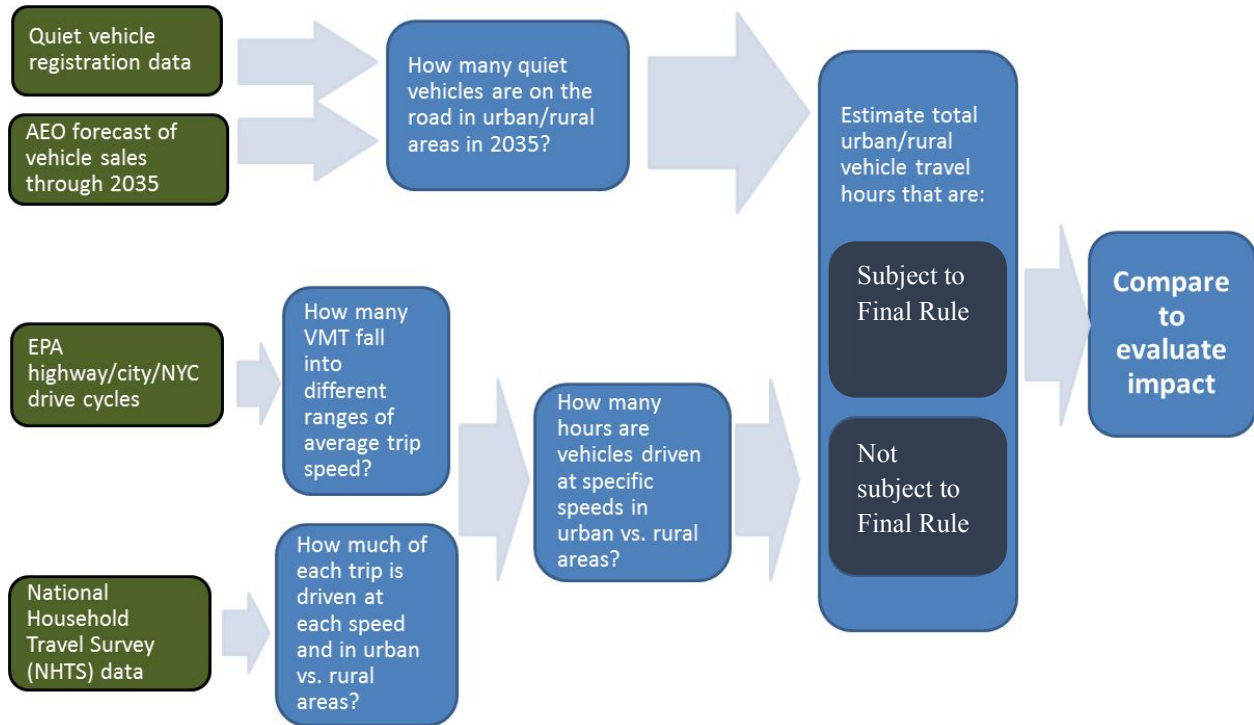 Quiet vehicle
registration data
AEO forecast of
vehicle sales
through 2035
How many quiet
vehicles are on the
road in urban/rural
areas in 2035?
EPA
highway/city/NYC
drive cycles
How many
VMT fall
into
different
ranges of
average trip
speed?
National
Household
Travel Survey
(NHTS) data
How much of
each trip is
driven at
each speed
and in urban
vs. rural
areas?
How many
hours are
vehicles driven
at specific
speeds in
urban vs. rural
areas?
Estimate total
urban/rural
vehicle travel
hours that are:
Subject to
Final Rule
Not
subject to
Final Rule
Compare
to
evaluate
impact